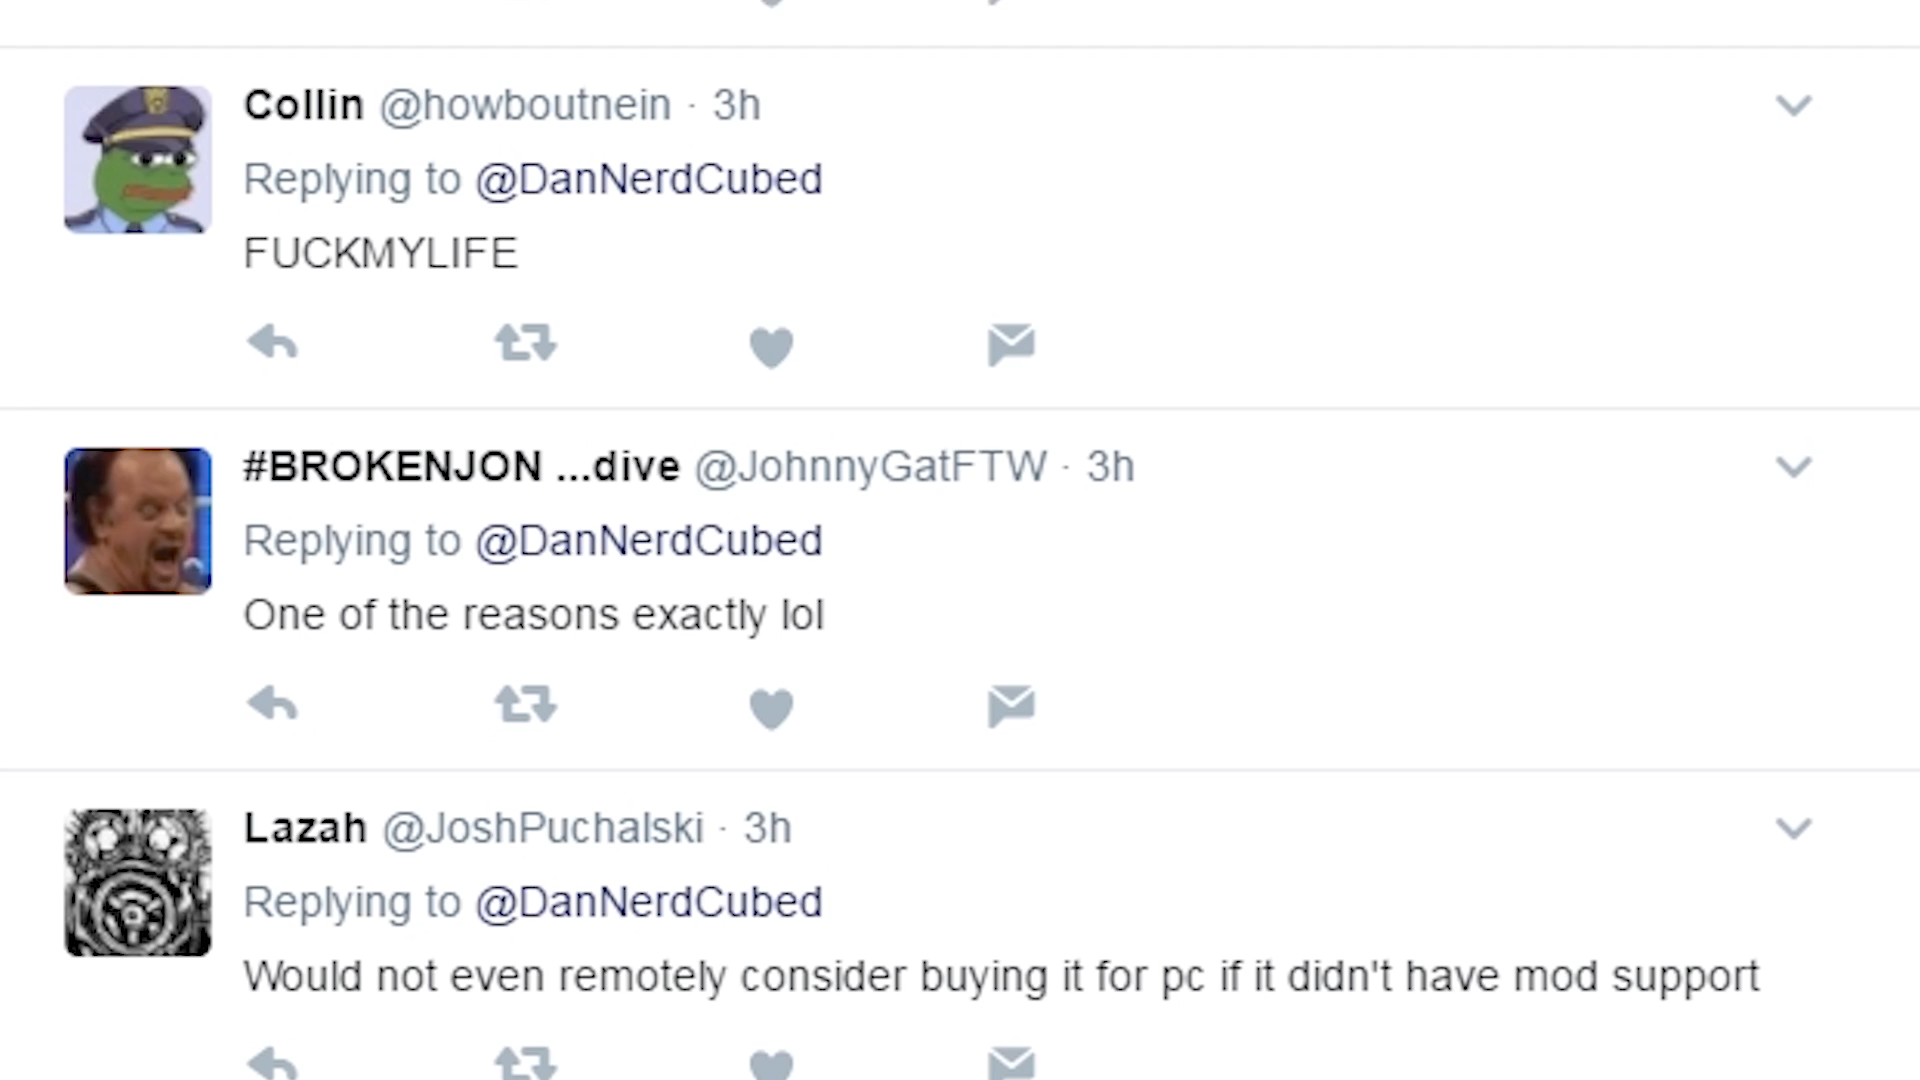 Collin @howboutnein · 3h
Replying to @DanNerdCubed
FUCKMYLIFE
#BROKENJON ...dive @JohnnyGatFTW · 3h
Replying to @DanNerdCubed
One of the reasons exactly lol
Lazah @JoshPuchalski · 3h
Replying to @DanNerdCubed
Would not even remotely consider buying it for pc if it didn't have mod support